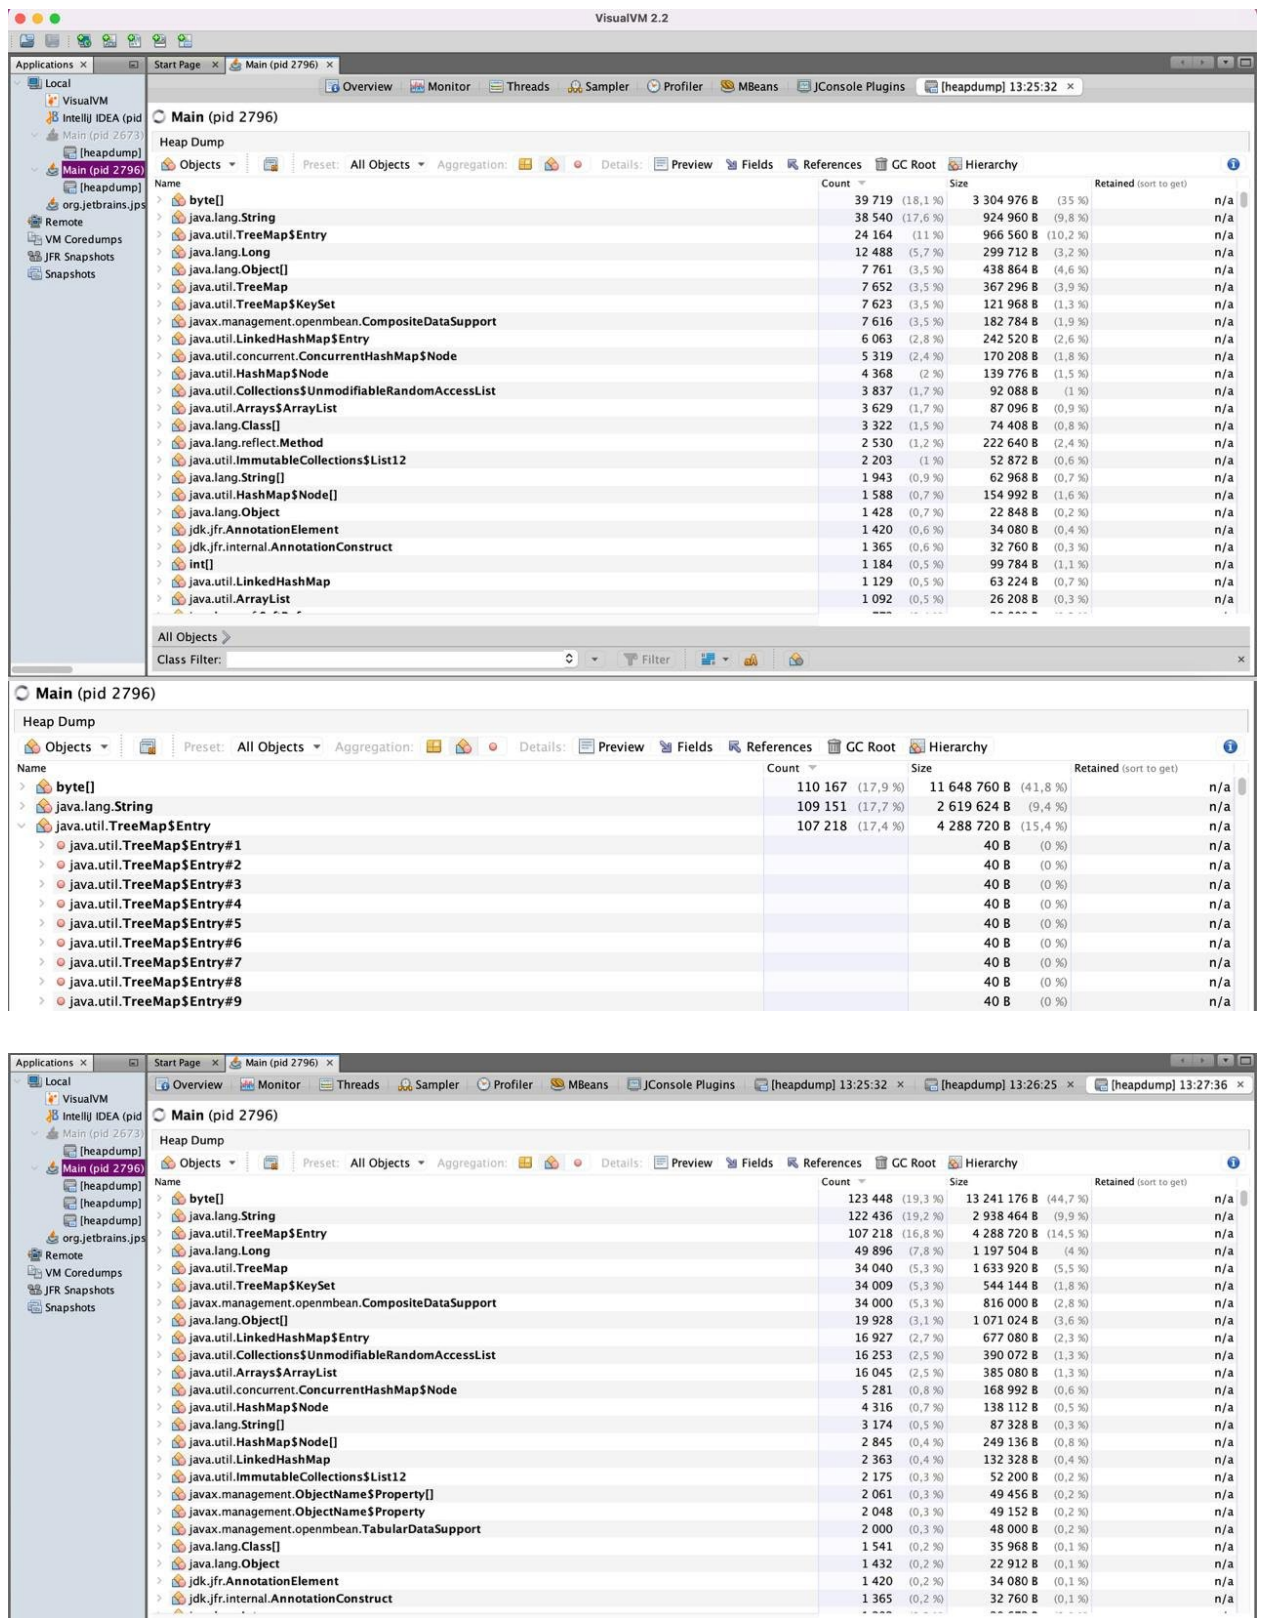 VisualVM 2.2
Applications ×
Start Page × Main (pid 2796) ×
Local
VisualVM
IntelliJ IDEA (pid
Main (pid 2673)
[heapdump]
Main (pid 2796)
[heapdump]
org.jetbrains.jps
Remote
VM Coredumps
JFR Snapshots
Snapshots
Overview Monitor Threads Sampler Profiler MBeans JConsole Plugins [heapdump] 13:25:32 ×
Main (pid 2796)
Heap Dump
Objects Preset: All Objects Aggregation: Details: Preview Fields References GC Root Hierarchy
Name Count Size Retained (sort to get)
byte[] 39 719 (18,1 %) 3 304 976 B (35 %) n/a
java.lang.String 38 540 (17,6 %) 924 960 B (9,8 %) n/a
java.util.TreeMap$Entry 24 164 (11 %) 966 560 B (10,2 %) n/a
java.lang.Long 12 488 (5,7 %) 299 712 B (3,2 %) n/a
java.lang.Object[] 7 761 (3,5 %) 438 864 B (4,6 %) n/a
java.util.TreeMap 7 652 (3,5 %) 367 296 B (3,9 %) n/a
java.util.TreeMap$KeySet 7 623 (3,5 %) 121 968 B (1,3 %) n/a
javax.management.openmbean.CompositeDataSupport 7 616 (3,5 %) 182 784 B (1,9 %) n/a
java.util.LinkedHashMap$Entry 6 063 (2,8 %) 242 520 B (2,6 %) n/a
java.util.concurrent.ConcurrentHashMap$Node 5 319 (2,4 %) 170 208 B (1,8 %) n/a
java.util.HashMap$Node 4 368 (2 %) 139 776 B (1,5 %) n/a
java.util.Collections$UnmodifiableRandomAccessList 3 837 (1,7 %) 92 088 B (1 %) n/a
java.util.Arrays$ArrayList 3 629 (1,7 %) 87 096 B (0,9 %) n/a
java.lang.Class[] 3 322 (1,5 %) 74 408 B (0,8 %) n/a
java.lang.reflect.Method 2 530 (1,2 %) 222 640 B (2,4 %) n/a
java.util.ImmutableCollections$List12 2 203 (1 %) 52 872 B (0,6 %) n/a
java.lang.String[] 1 943 (0,9 %) 62 968 B (0,7 %) n/a
java.util.HashMap$Node[] 1 588 (0,7 %) 154 992 B (1,6 %) n/a
java.lang.Object 1 428 (0,7 %) 22 848 B (0,2 %) n/a
jdk.jfr.AnnotationElement 1 420 (0,6 %) 34 080 B (0,4 %) n/a
jdk.jfr.internal.AnnotationConstruct 1 365 (0,6 %) 32 760 B (0,3 %) n/a
int[] 1 184 (0,5 %) 99 784 B (1,1 %) n/a
java.util.LinkedHashMap 1 129 (0,5 %) 63 224 B (0,7 %) n/a
java.util.ArrayList 1 092 (0,5 %) 26 208 B (0,3 %) n/a
All Objects
Class Filter: Filter
Main (pid 2796)
Heap Dump
Objects Preset: All Objects Aggregation: Details: Preview Fields References GC Root Hierarchy
Name Count Size Retained (sort to get)
byte[] 110 167 (17,9 %) 11 648 760 B (41,8 %) n/a
java.lang.String 109 151 (17,7 %) 2 619 624 B (9,4 %) n/a
java.util.TreeMap$Entry 107 218 (17,4 %) 4 288 720 B (15,4 %) n/a
java.util.TreeMap$Entry#1 40 B (0 %) n/a
java.util.TreeMap$Entry#2 40 B (0 %) n/a
java.util.TreeMap$Entry#3 40 B (0 %) n/a
java.util.TreeMap$Entry#4 40 B (0 %) n/a
java.util.TreeMap$Entry#5 40 B (0 %) n/a
java.util.TreeMap$Entry#6 40 B (0 %) n/a
java.util.TreeMap$Entry#7 40 B (0 %) n/a
java.util.TreeMap$Entry#8 40 B (0 %) n/a
java.util.TreeMap$Entry#9 40 B (0 %) n/a
Applications ×
Start Page × Main (pid 2796) ×
Local
VisualVM
IntelliJ IDEA (pid
Main (pid 2673)
[heapdump]
Main (pid 2796)
[heapdump]
[heapdump]
[heapdump]
org.jetbrains.jps
Remote
VM Coredumps
JFR Snapshots
Snapshots
Overview Monitor Threads Sampler Profiler MBeans JConsole Plugins [heapdump] 13:25:32 × [heapdump] 13:26:25 × [heapdump] 13:27:36 ×
Main (pid 2796)
Heap Dump
Objects Preset: All Objects Aggregation: Details: Preview Fields References GC Root Hierarchy
Name Count Size Retained (sort to get)
byte[] 123 448 (19,3 %) 13 241 176 B (44,7 %) n/a
java.lang.String 122 436 (19,2 %) 2 938 464 B (9,9 %) n/a
java.util.TreeMap$Entry 107 218 (16,8 %) 4 288 720 B (14,5 %) n/a
java.lang.Long 49 896 (7,8 %) 1 197 504 B (4 %) n/a
java.util.TreeMap 34 040 (5,3 %) 1 633 920 B (5,5 %) n/a
java.util.TreeMap$KeySet 34 009 (5,3 %) 544 144 B (1,8 %) n/a
javax.management.openmbean.CompositeDataSupport 34 000 (5,3 %) 816 000 B (2,8 %) n/a
java.lang.Object[] 19 928 (3,1 %) 1 071 024 B (3,6 %) n/a
java.util.LinkedHashMap$Entry 16 927 (2,7 %) 677 080 B (2,3 %) n/a
java.util.Collections$UnmodifiableRandomAccessList 16 253 (2,5 %) 390 072 B (1,3 %) n/a
java.util.Arrays$ArrayList 16 045 (2,5 %) 385 080 B (1,3 %) n/a
java.util.concurrent.ConcurrentHashMap$Node 5 281 (0,8 %) 168 992 B (0,6 %) n/a
java.util.HashMap$Node 4 316 (0,7 %) 138 112 B (0,5 %) n/a
java.lang.String[] 3 174 (0,5 %) 87 328 B (0,3 %) n/a
java.util.HashMap$Node[] 2 845 (0,4 %) 249 136 B (0,8 %) n/a
java.util.LinkedHashMap 2 363 (0,4 %) 132 328 B (0,4 %) n/a
java.util.ImmutableCollections$List12 2 175 (0,3 %) 52 200 B (0,2 %) n/a
javax.management.ObjectName$Property[] 2 061 (0,3 %) 49 456 B (0,2 %) n/a
javax.management.ObjectName$Property 2 048 (0,3 %) 49 152 B (0,2 %) n/a
javax.management.openmbean.TabularDataSupport 2 000 (0,3 %) 48 000 B (0,2 %) n/a
java.lang.Class[] 1 541 (0,2 %) 35 968 B (0,1 %) n/a
java.lang.Object 1 432 (0,2 %) 22 912 B (0,1 %) n/a
jdk.jfr.AnnotationElement 1 420 (0,2 %) 34 080 B (0,1 %) n/a
jdk.jfr.internal.AnnotationConstruct 1 365 (0,2 %) 32 760 B (0,1 %) n/a